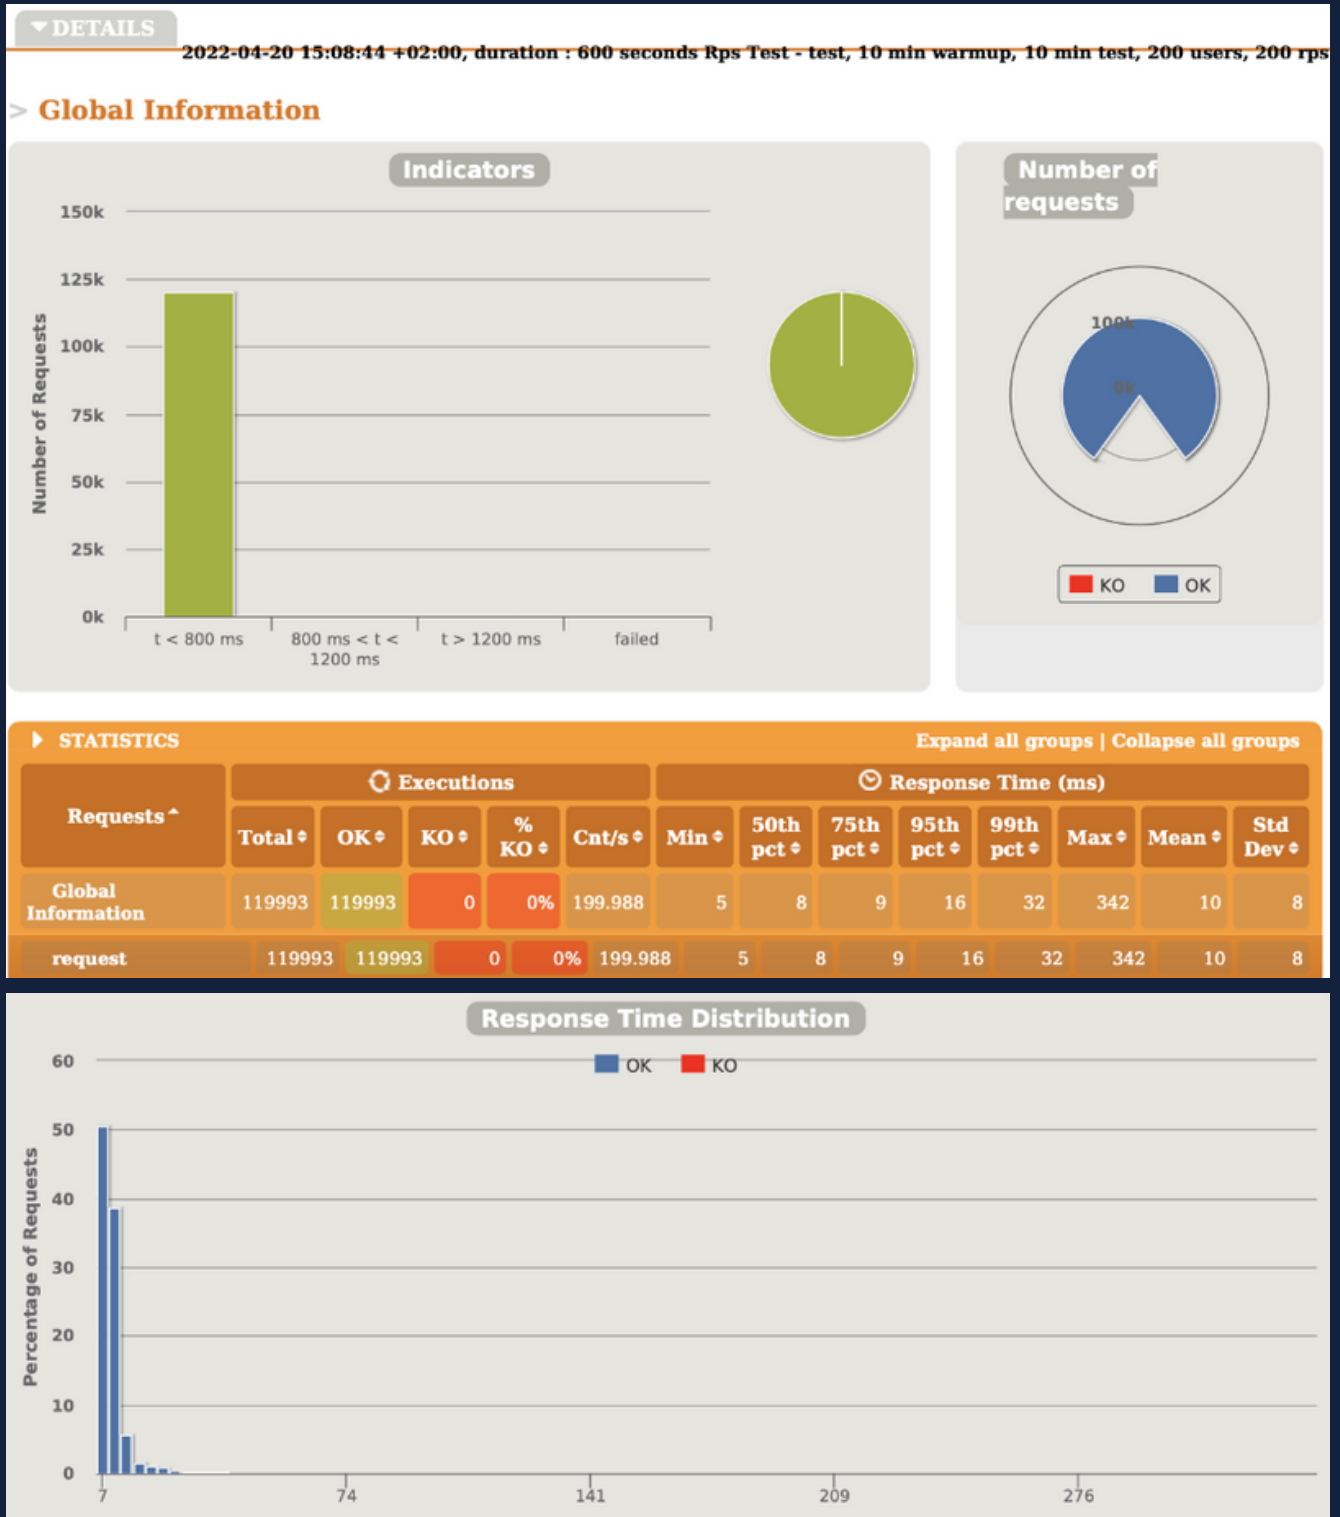 DETAILS
2022-04-20 15:08:44 +02:00, duration : 600 seconds Rps Test - test, 10 min warmup, 10 min test, 200 users, 200 rps
> Global Information
Indicators
150k
125k
100k
75k
50k
25k
0k
Number of Requests
t < 800 ms
800 ms < t <
1200 ms
t > 1200 ms
failed
Number of
requests
100k
0k
KO OK
STATISTICS
Expand all groups | Collapse all groups
Requests
Executions
Response Time (ms)
Total OK KO % KO Cnt/s Min 50th pct 75th pct 95th pct 99th pct Max Mean Std Dev
Global
Information
119993 119993 0 0% 199.988 5 8 9 16 32 342 10 8
request 119993 119993 0 0% 199.988 5 8 9 16 32 342 10 8
Response Time Distribution
OK KO
60
50
40
30
20
10
0
Percentage of Requests
7 74 141 209 276